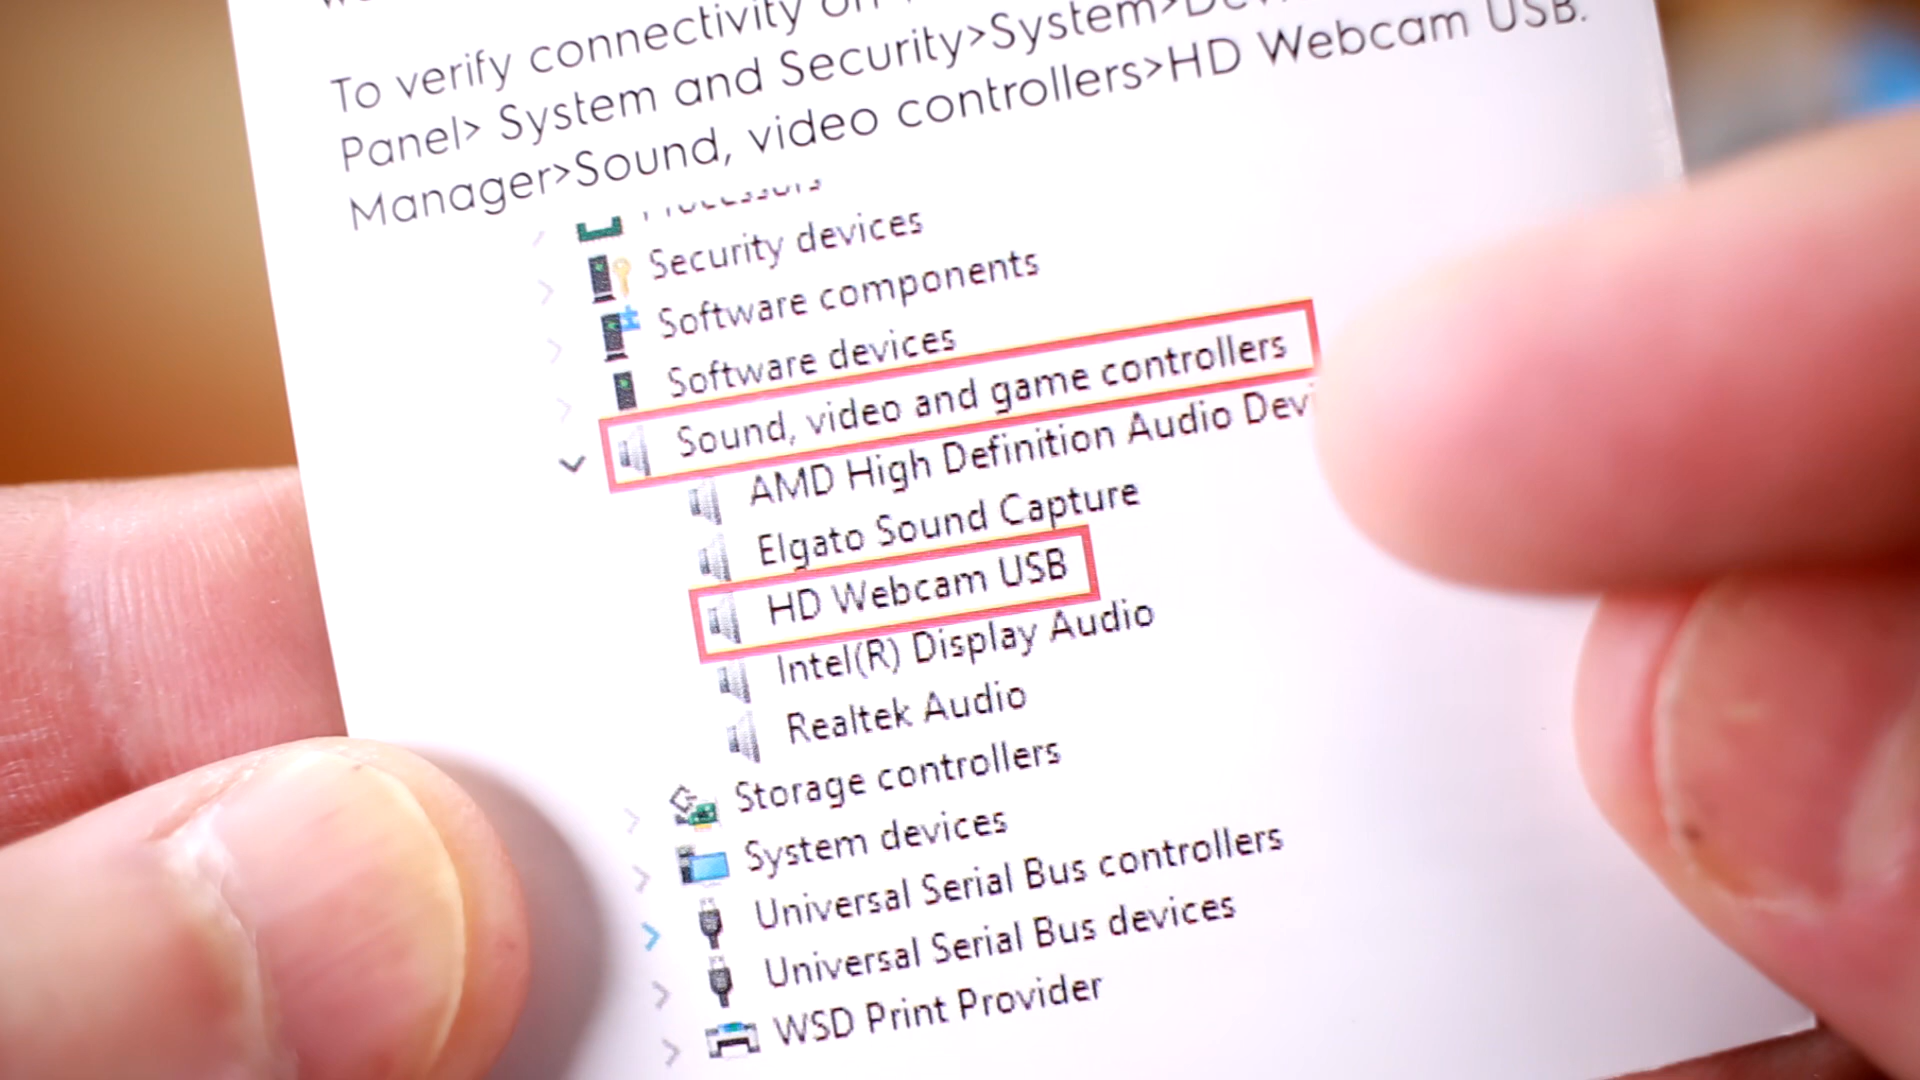 To verify connectivity
Panel> System and Security>System>
Manager>Sound, video controllers>HD Webcam USB.
Security devices
Software components
Software devices
Sound, video and game controllers
AMD High Definition Audio Devi
Elgato Sound Capture
HD Webcam USB
Intel(R) Display Audio
Realtek Audio
Storage controllers
System devices
Universal Serial Bus controllers
Universal Serial Bus devices
WSD Print Provider